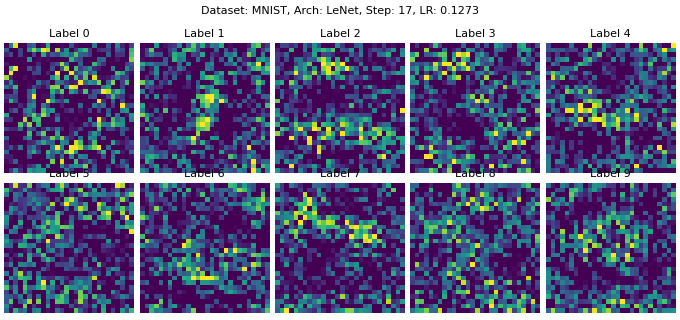 Dataset: MNIST, Arch: LeNet, Step: 17, LR: 0.1273
Label 0 Label 1 Label 2 Label 3 Label 4
Label 5 Label 6 Label 7 Label 8 Label 9